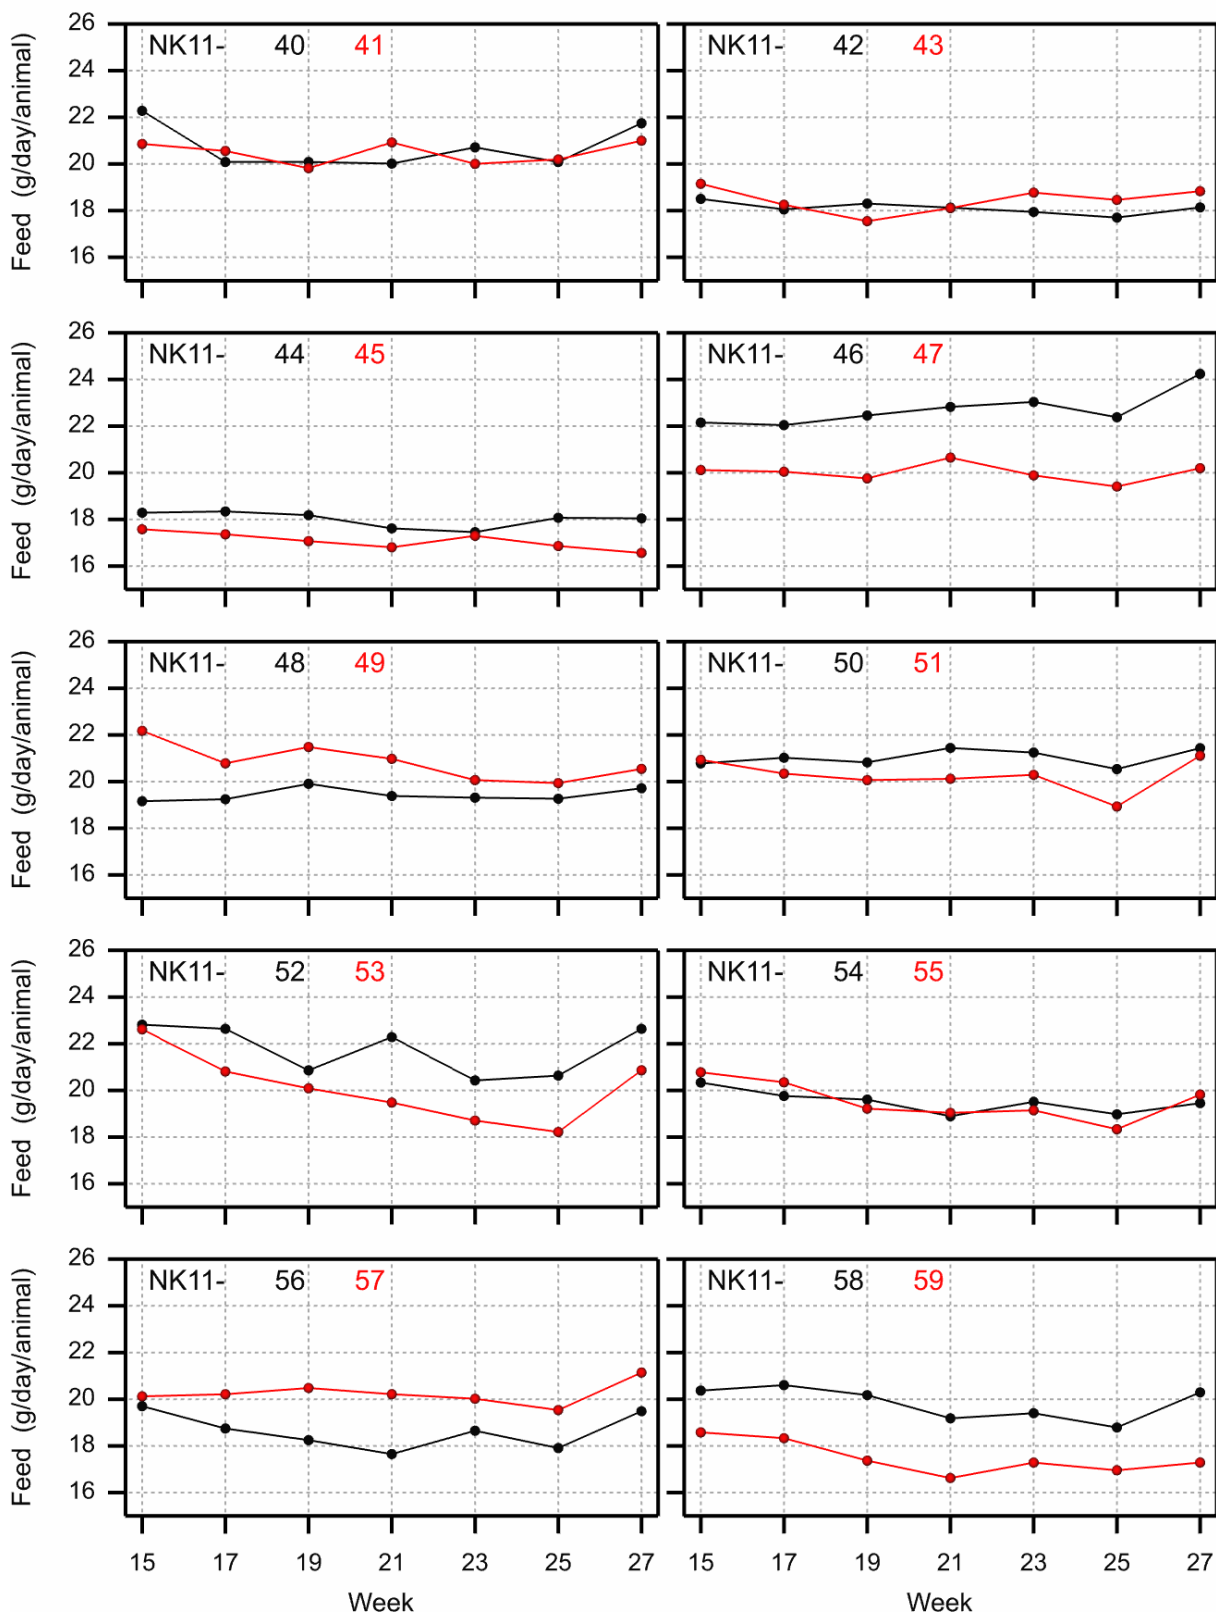 26 NK11- 40 41 NK11- 42 43
24
22
20
18
16
Feed (g/day/animal)
26 NK11- 44 45 NK11- 46 47
24
22
20
18
16
Feed (g/day/animal)
26 NK11- 48 49 NK11- 50 51
24
22
20
18
16
Feed (g/day/animal)
26 NK11- 52 53 NK11- 54 55
24
22
20
18
16
Feed (g/day/animal)
26 NK11- 56 57 NK11- 58 59
24
22
20
18
16
Feed (g/day/animal)
15 17 19 21 23 25 27 15 17 19 21 23 25 27
Week Week